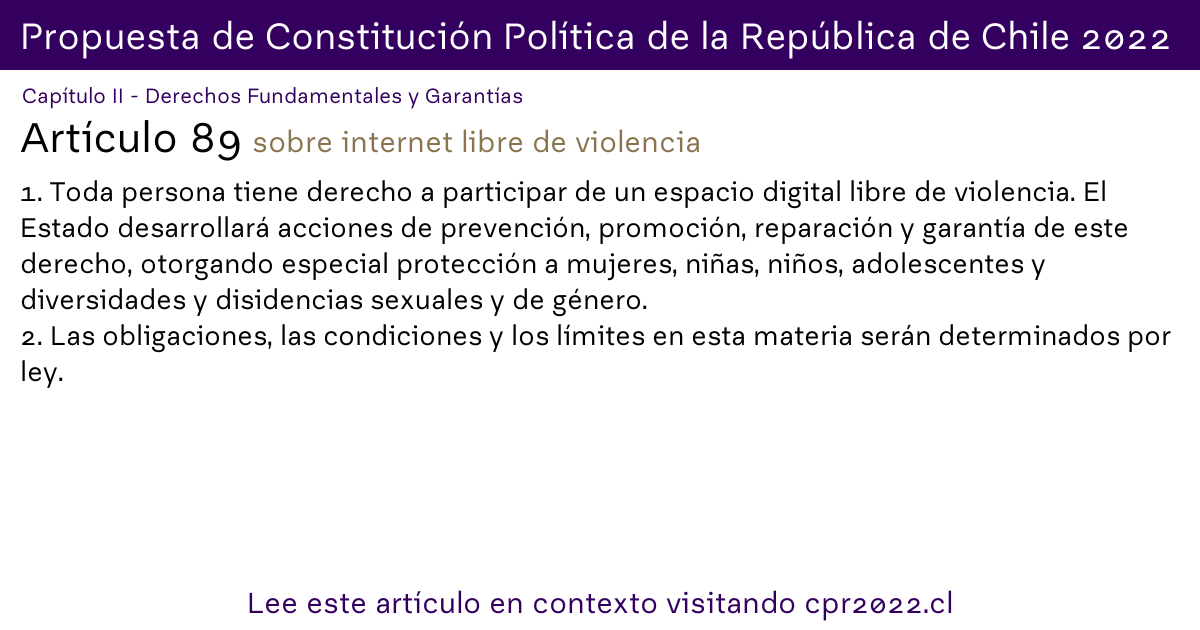 Propuesta de Constitución Política de la República de Chile 2022
Capítulo II - Derechos Fundamentales y Garantías
Artículo 89 sobre internet libre de violencia
1. Toda persona tiene derecho a participar de un espacio digital libre de violencia. El
Estado desarrollará acciones de prevención, promoción, reparación y garantía de este
derecho, otorgando especial protección a mujeres, niñas, niños, adolescentes y
diversidades y disidencias sexuales y de género.
2. Las obligaciones, las condiciones y los límites en esta materia serán determinados por
ley.
Lee este artículo en contexto visitando cpr2022.cl